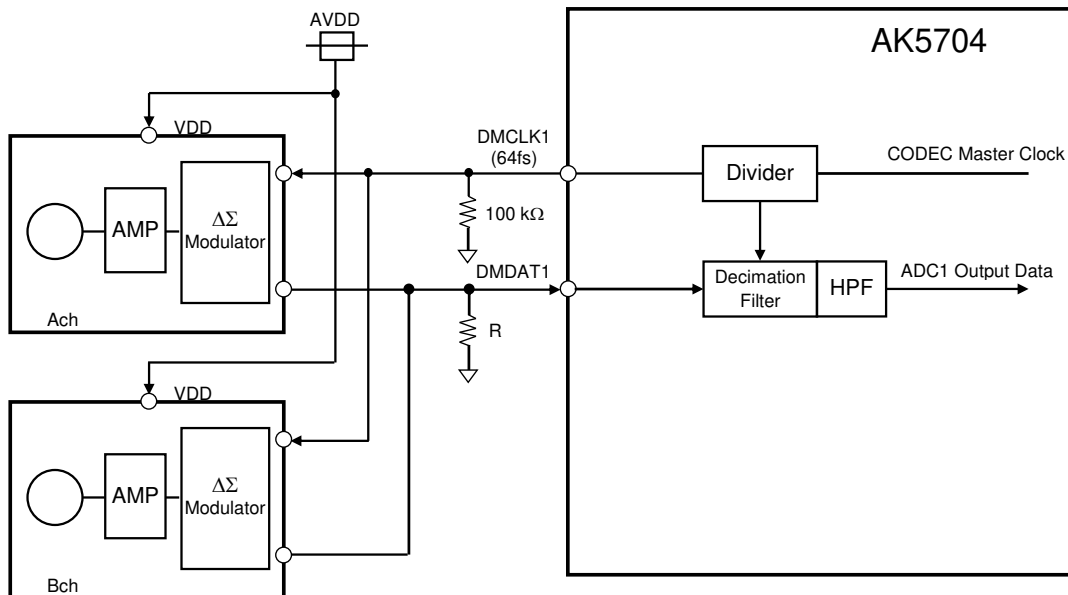 AVDD
AK5704
VDD
DMCLK1
(64fs)
CODEC Master Clock
Divider
AMP
ΔΣ
Modulator
100 kΩ
DMDAT1
Decimation
Filter
HPF
ADC1 Output Data
Ach
R
VDD
AMP
ΔΣ
Modulator
Bch